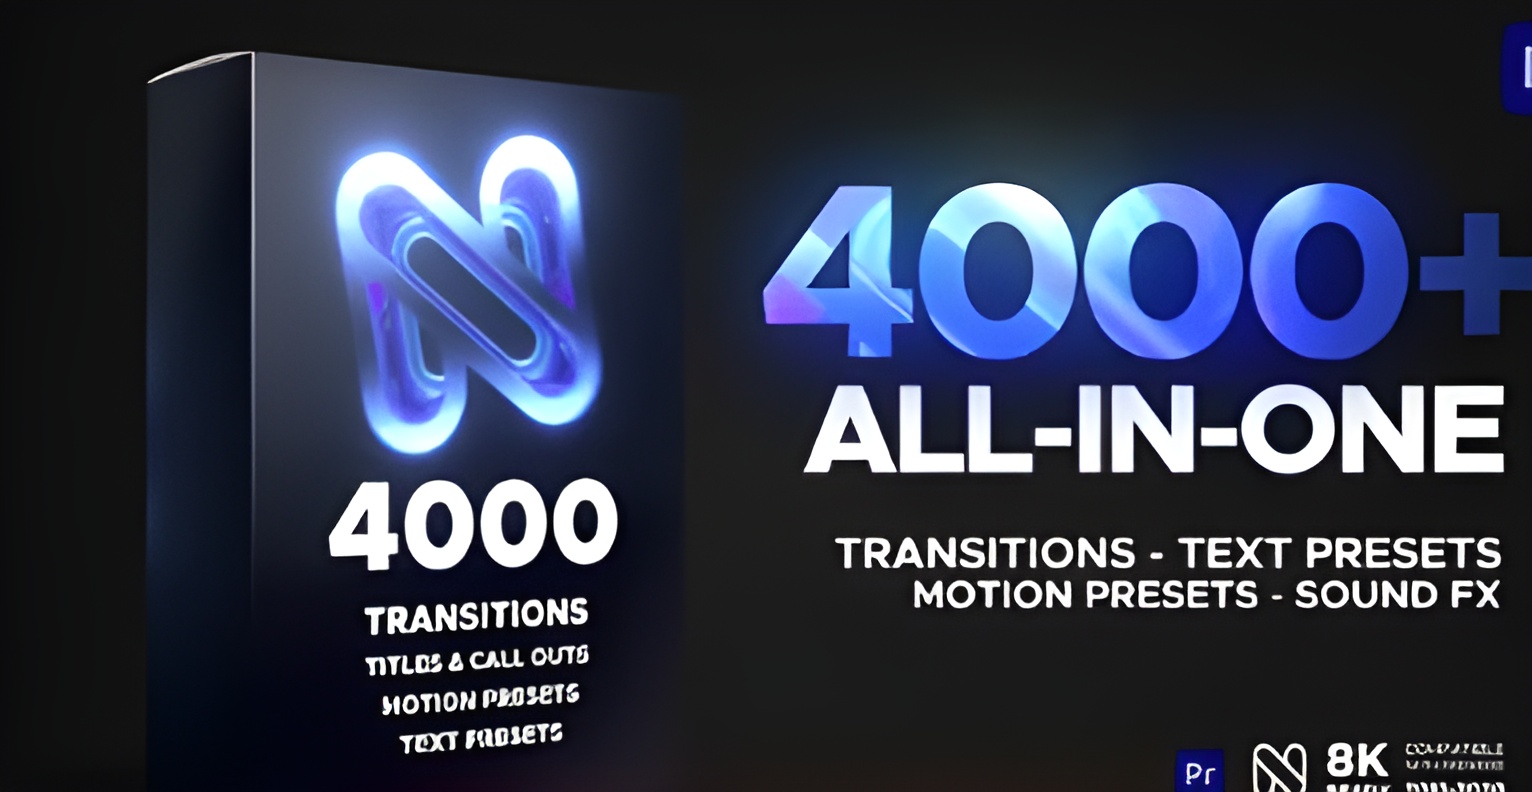 4000
TRANSITIONS
TITLES & CALL OUTS
MOTION PRESETS
TEXT PRESETS
4000+
ALL-IN-ONE
TRANSITIONS - TEXT PRESETS
MOTION PRESETS - SOUND FX
Pr
8K